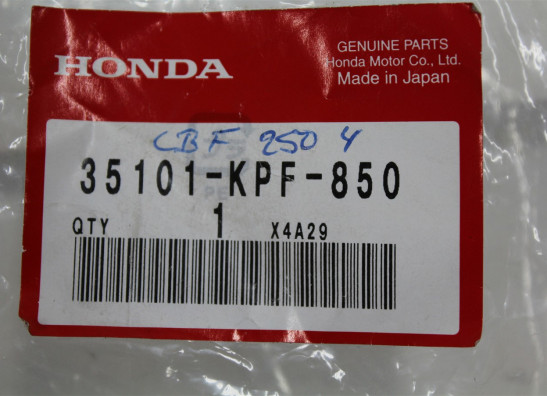 HONDA
GENUINE PARTS
Honda Motor Co., Ltd.
Made in Japan
CBF 250 4
35101-KPF-850
QTY 1 X4A29